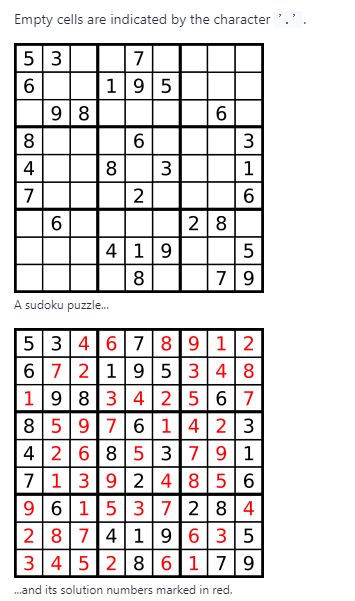 Empty cells are indicated by the character '.'.
5 3 7
6 1 9 5
9 8 6
8 6 3
4 8 3 1
7 2 6
6 2 8
4 1 9 5
8 7 9
A sudoku puzzle...
5 3 4 6 7 8 9 1 2
6 7 2 1 9 5 3 4 8
1 9 8 3 4 2 5 6 7
8 5 9 7 6 1 4 2 3
4 2 6 8 5 3 7 9 1
7 1 3 9 2 4 8 5 6
9 6 1 5 3 7 2 8 4
2 8 7 4 1 9 6 3 5
3 4 5 2 8 6 1 7 9
...and its solution numbers marked in red.